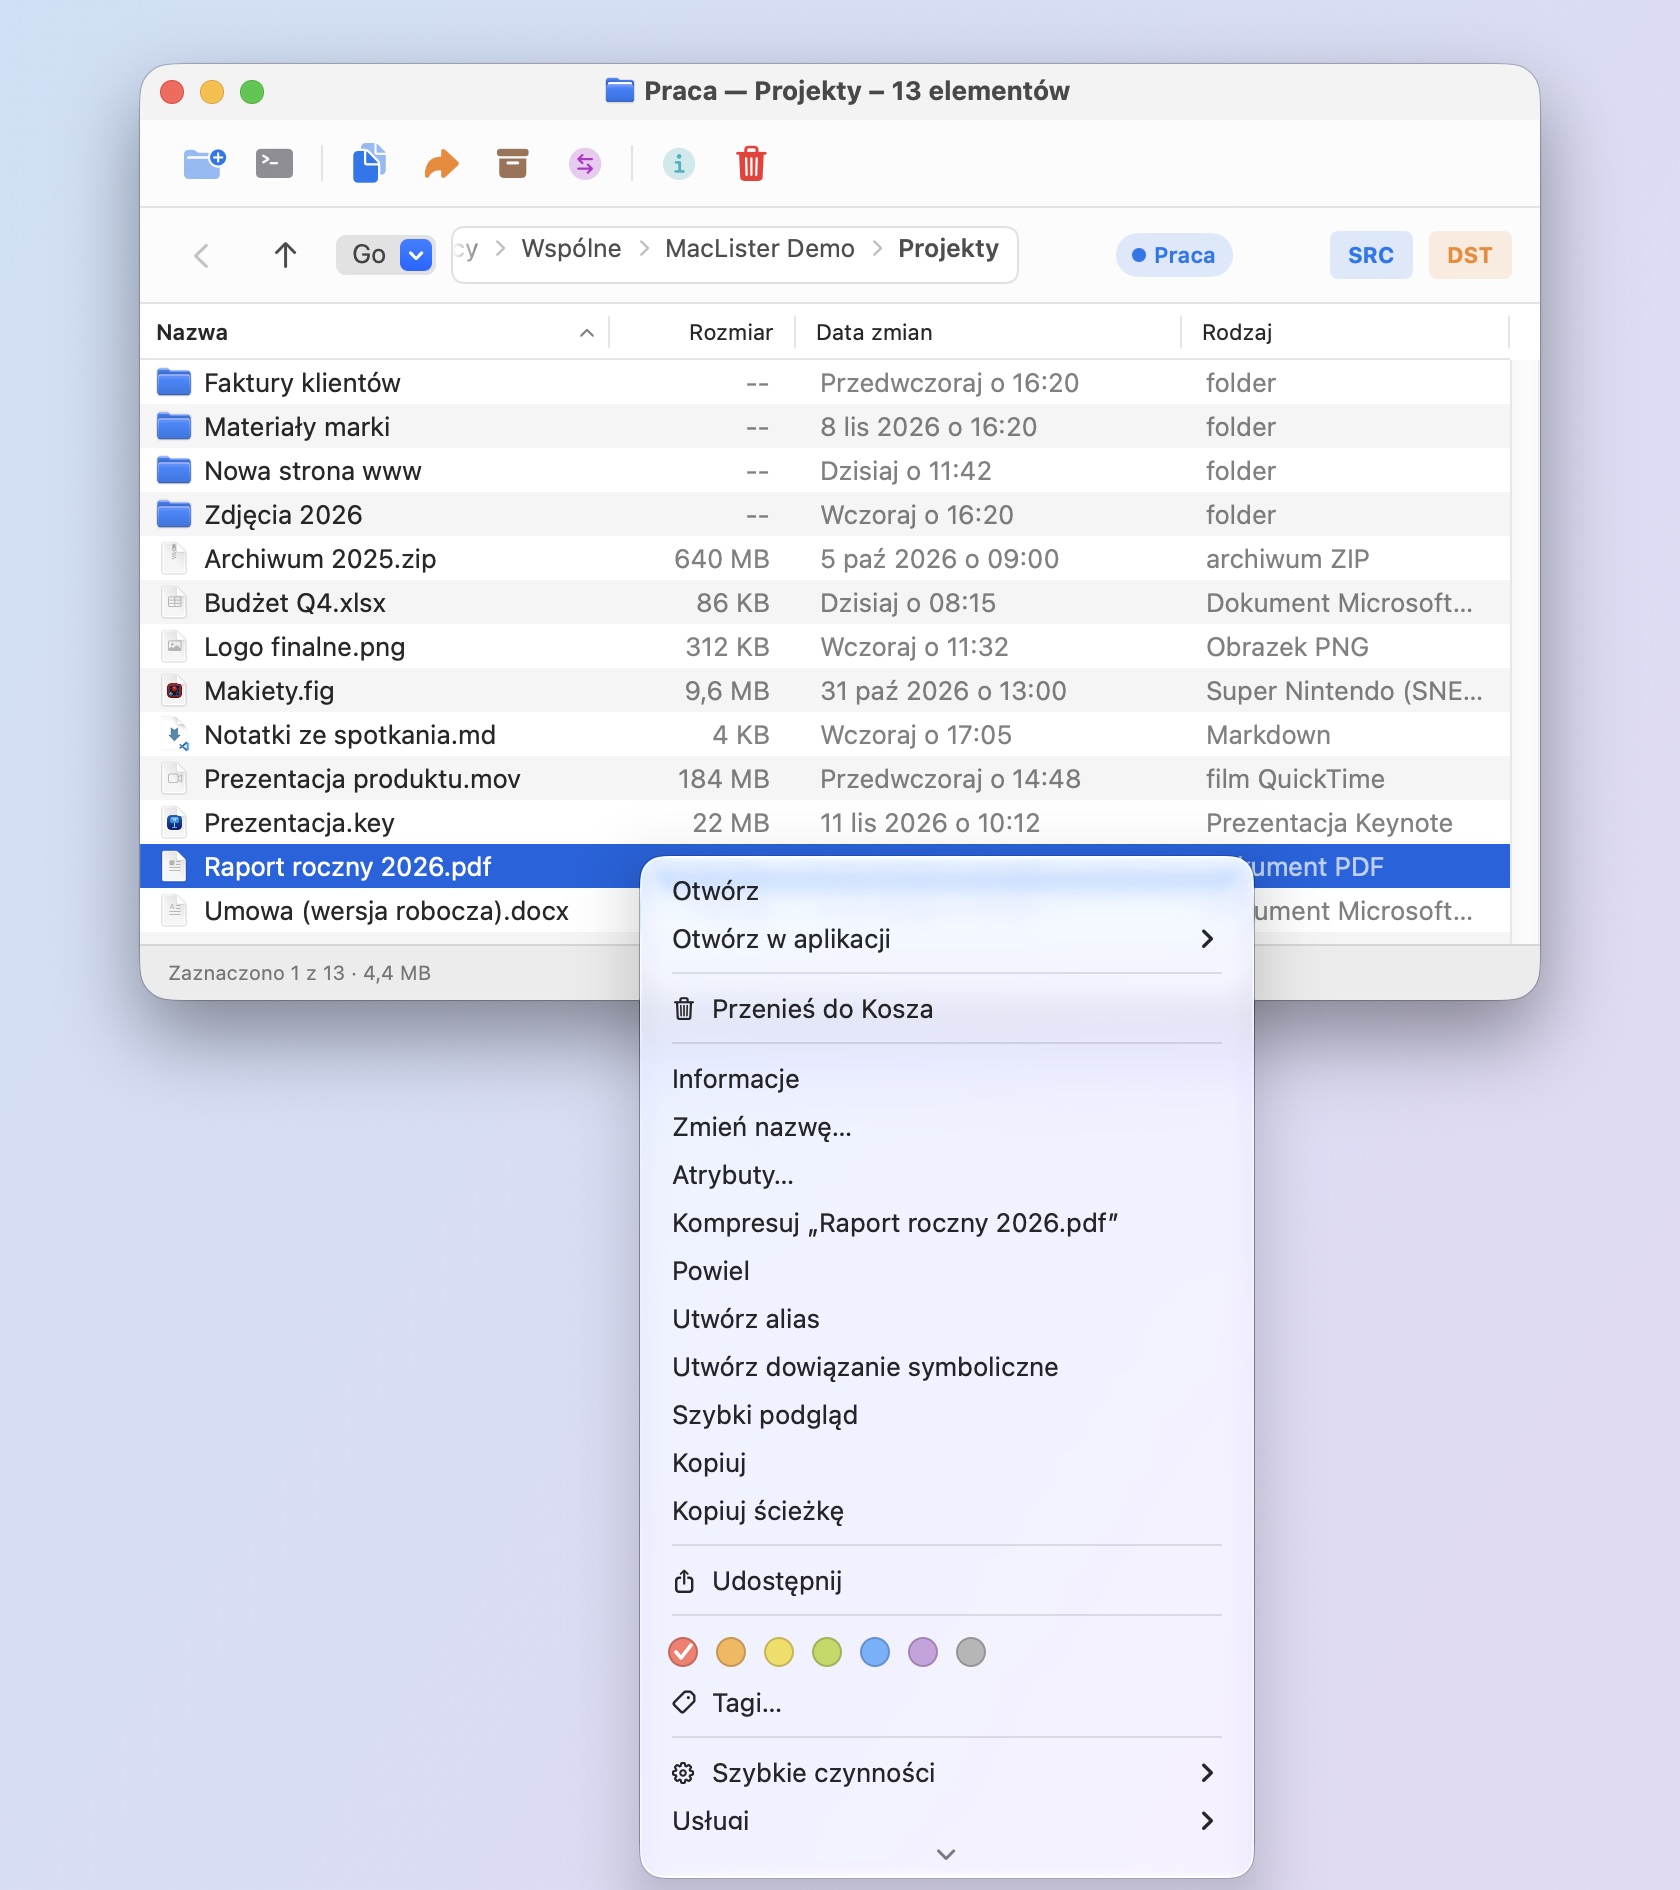 Praca — Projekty – 13 elementów
Go
cy > Wspólne > MacLister Demo > Projekty
Praca
SRC
DST
Nazwa Rozmiar Data zmian Rodzaj
Faktury klientów -- Przedwczoraj o 16:20 folder
Materiały marki -- 8 lis 2026 o 16:20 folder
Nowa strona www -- Dzisiaj o 11:42 folder
Zdjęcia 2026 -- Wczoraj o 16:20 folder
Archiwum 2025.zip 640 MB 5 paź 2026 o 09:00 archiwum ZIP
Budżet Q4.xlsx 86 KB Dzisiaj o 08:15 Dokument Microsoft...
Logo finalne.png 312 KB Wczoraj o 11:32 Obrazek PNG
Makiety.fig 9,6 MB 31 paź 2026 o 13:00 Super Nintendo (SNE...
Notatki ze spotkania.md 4 KB Wczoraj o 17:05 Markdown
Prezentacja produktu.mov 184 MB Przedwczoraj o 14:48 film QuickTime
Prezentacja.key 22 MB 11 lis 2026 o 10:12 Prezentacja Keynote
Raport roczny 2026.pdf ument PDF
Umowa (wersja robocza).docx ument Microsoft...
Zaznaczono 1 z 13 · 4,4 MB
Otwórz
Otwórz w aplikacji
Przenieś do Kosza
Informacje
Zmień nazwę...
Atrybuty...
Kompresuj „Raport roczny 2026.pdf”
Powiel
Utwórz alias
Utwórz dowiązanie symboliczne
Szybki podgląd
Kopiuj
Kopiuj ścieżkę
Udostępnij
Tagi...
Szybkie czynności
Usługi